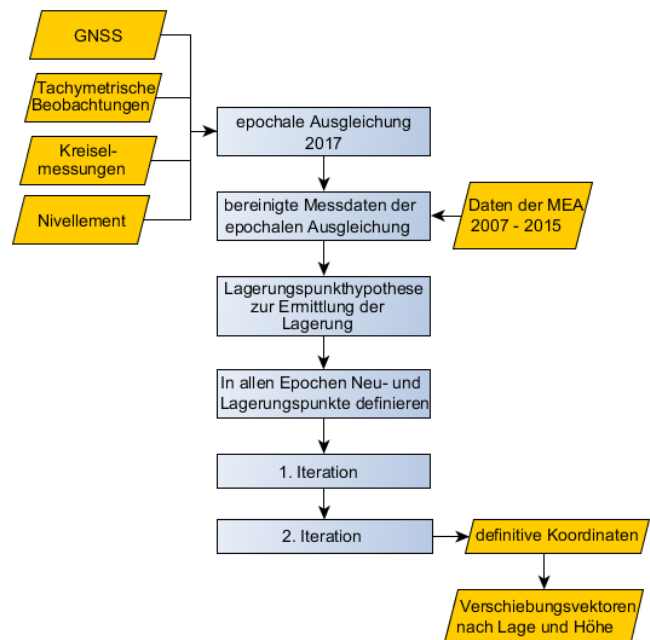 GNSS
Tachymetrische
Beobachtungen
Kreisel-
messungen
Nivellement
epochale Ausgleichung
2017
bereinigte Messdaten der
epochalen Ausgleichung
Daten der MEA
2007 - 2015
Lagerungspunkthypothese
zur Ermittlung der
Lagerung
In allen Epochen Neu- und
Lagerungspunkte definieren
1. Iteration
2. Iteration
definitive Koordinaten
Verschiebungsvektoren
nach Lage und Höhe